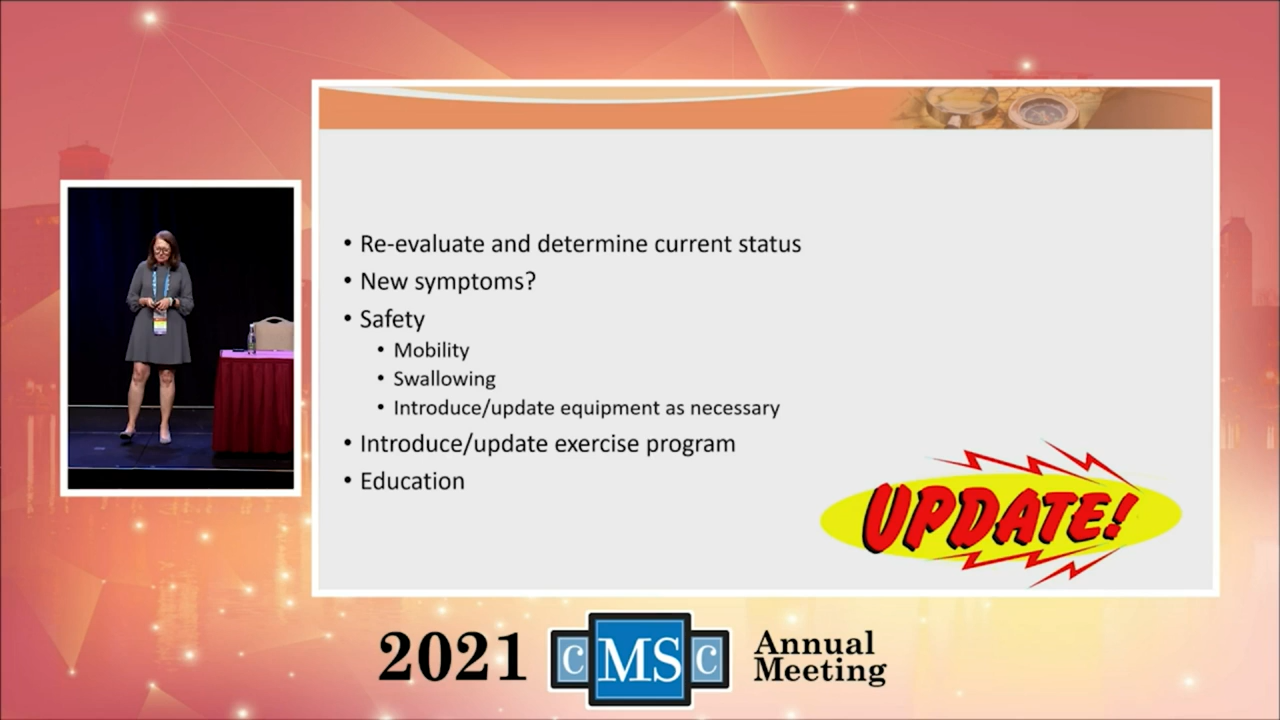 • Re-evaluate and determine current status
• New symptoms?
• Safety
• Mobility
• Swallowing
• Introduce/update equipment as necessary
• Introduce/update exercise program
• Education
UPDATE!
2021 CMSC Annual Meeting